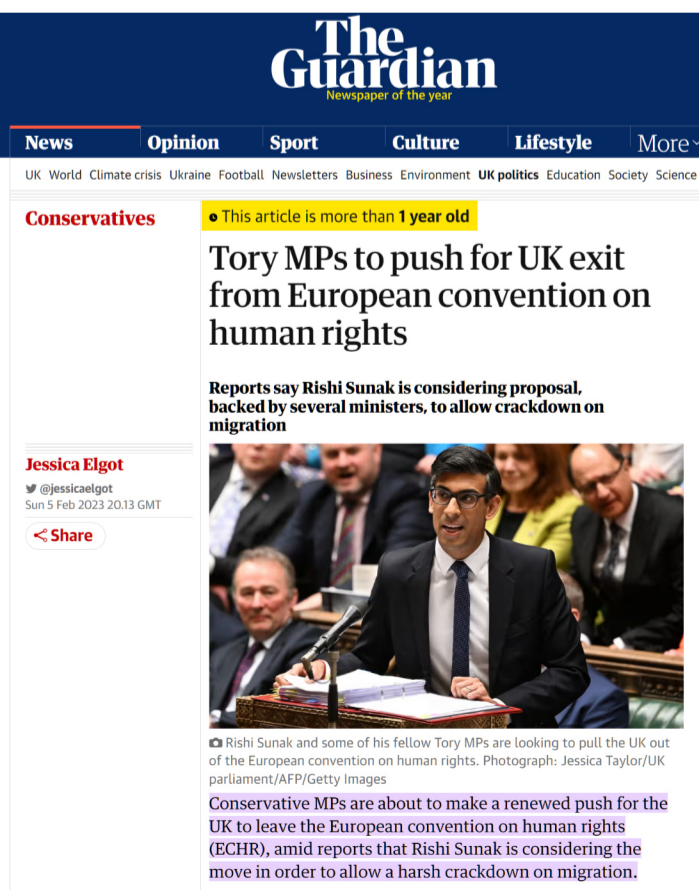 The
Guardian
Newspaper of the year
News Opinion Sport Culture Lifestyle More
UK World Climate crisis Ukraine Football Newsletters Business Environment UK politics Education Society Science
Conservatives
This article is more than 1 year old
Tory MPs to push for UK exit
from European convention on
human rights
Reports say Rishi Sunak is considering proposal,
backed by several ministers, to allow crackdown on
migration
Jessica Elgot
@jessicaelgot
Sun 5 Feb 2023 20.13 GMT
Share
Rishi Sunak and some of his fellow Tory MPs are looking to pull the UK out
of the European convention on human rights. Photograph: Jessica Taylor/UK
parliament/AFP/Getty Images
Conservative MPs are about to make a renewed push for the
UK to leave the European convention on human rights
(ECHR), amid reports that Rishi Sunak is considering the
move in order to allow a harsh crackdown on migration.